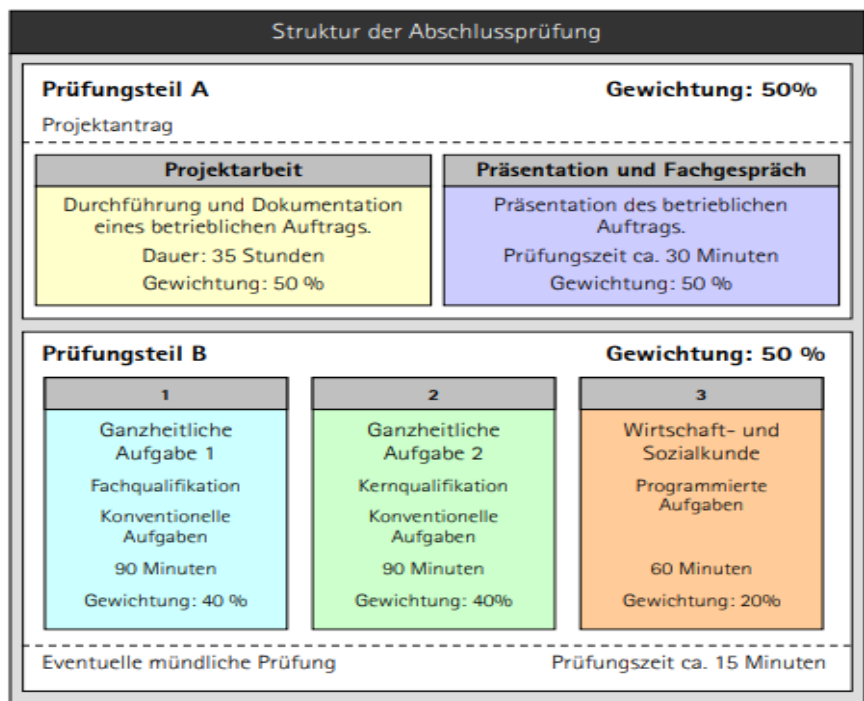 Struktur der Abschlussprüfung
Prüfungsteil A
Gewichtung: 50%
Projektantrag
Projektarbeit
Durchführung und Dokumentation
eines betrieblichen Auftrags.
Dauer: 35 Stunden
Gewichtung: 50 %
Präsentation und Fachgespräch
Präsentation des betrieblichen
Auftrags.
Prüfungszeit ca. 30 Minuten
Gewichtung: 50 %
Prüfungsteil B
Gewichtung: 50 %
1
Ganzheitliche
Aufgabe 1
Fachqualifikation
Konventionelle
Aufgaben
90 Minuten
Gewichtung: 40 %
2
Ganzheitliche
Aufgabe 2
Kernqualifikation
Konventionelle
Aufgaben
90 Minuten
Gewichtung: 40%
3
Wirtschaft- und
Sozialkunde
Programmierte
Aufgaben
60 Minuten
Gewichtung: 20%
Eventuelle mündliche Prüfung
Prüfungszeit ca. 15 Minuten